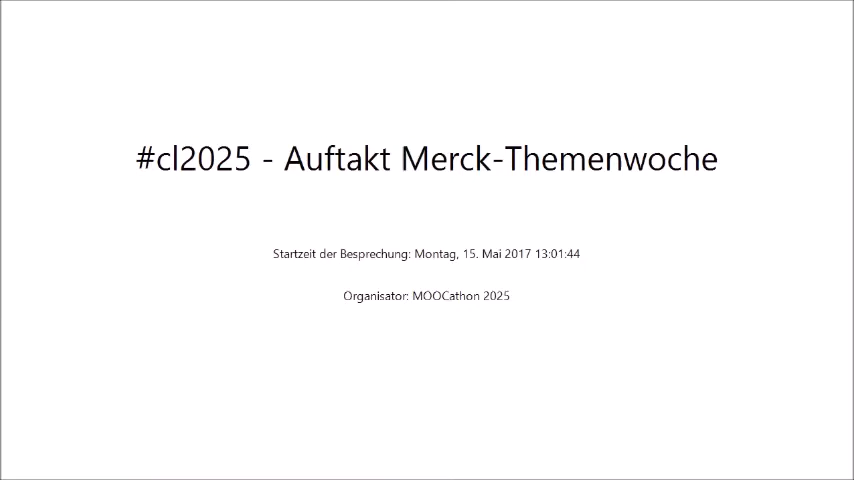 #cl2025 - Auftakt Merck-Themenwoche
Startzeit der Besprechung: Montag, 15. Mai 2017 13:01:44
Organisator: MOOCathon 2025